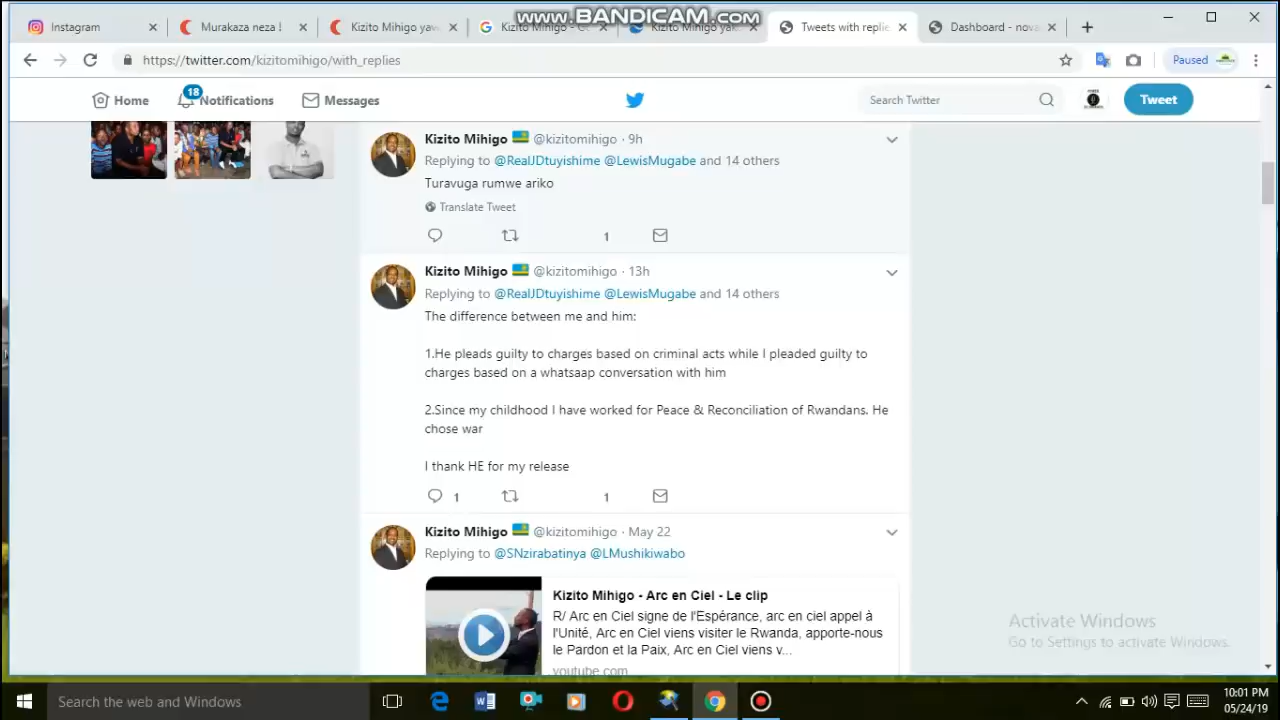 www.BANDICAM.com
Instagram
Murakaza neza
Kizito Mihigo yav
Kizito Mihigo
Kizito Mihigo
Tweets with replie
Dashboard - nova
https://twitter.com/kizitomihigo/with_replies
Paused
18
Home
Notifications
Messages
Search Twitter
Tweet
Kizito Mihigo @kizitomihigo · 9h
Replying to @RealJDtuyishime @LewisMugabe and 14 others
Turavuga rumwe ariko
Translate Tweet
1
Kizito Mihigo @kizitomihigo · 13h
Replying to @RealJDtuyishime @LewisMugabe and 14 others
The difference between me and him:
1.He pleads guilty to charges based on criminal acts while I pleaded guilty to
charges based on a whatsaap conversation with him
2.Since my childhood I have worked for Peace & Reconciliation of Rwandans. He
chose war
I thank HE for my release
1 1
Kizito Mihigo @kizitomihigo · May 22
Replying to @SNzirabatinya @LMushikiwabo
Kizito Mihigo - Arc en Ciel - Le clip
R/ Arc en Ciel signe de l'Espérance, arc en ciel appel à
l'Unité, Arc en Ciel viens visiter le Rwanda, apporte-nous
le Pardon et la Paix, Arc en Ciel viens v...
youtube.com
Activate Windows
Go to Settings to activate Windows.
Search the web and Windows
10:01 PM
05/24/19